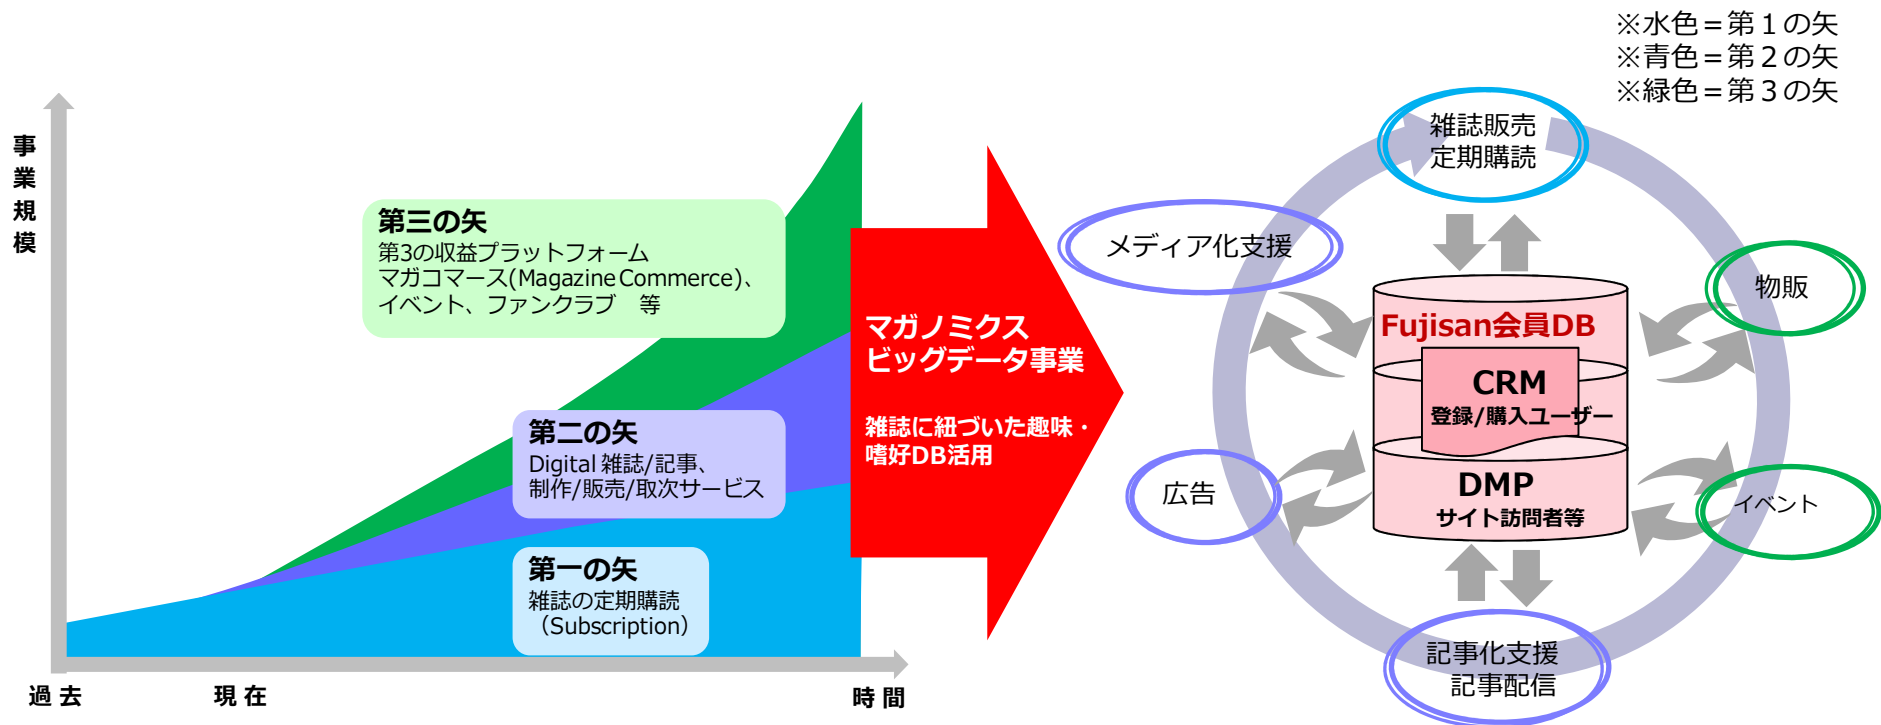 ※水色=第１の矢
※青色=第２の矢
※緑色=第３の矢
事業規模
第三の矢
第3の収益プラットフォーム
マガコマース(Magazine Commerce)、
イベント、ファンクラブ　等
第二の矢
Digital 雑誌/記事、
制作/販売/取次サービス
第一の矢
雑誌の定期購読
（Subscription）
過去
現在
時間
マガノミクス
ビッグデータ事業
雑誌に紐づいた趣味・
嗜好DB活用
雑誌販売
定期購読
メディア化支援
物販
Fujisan会員DB
CRM
登録/購入ユーザー
DMP
サイト訪問者等
広告
イベント
記事化支援
記事配信